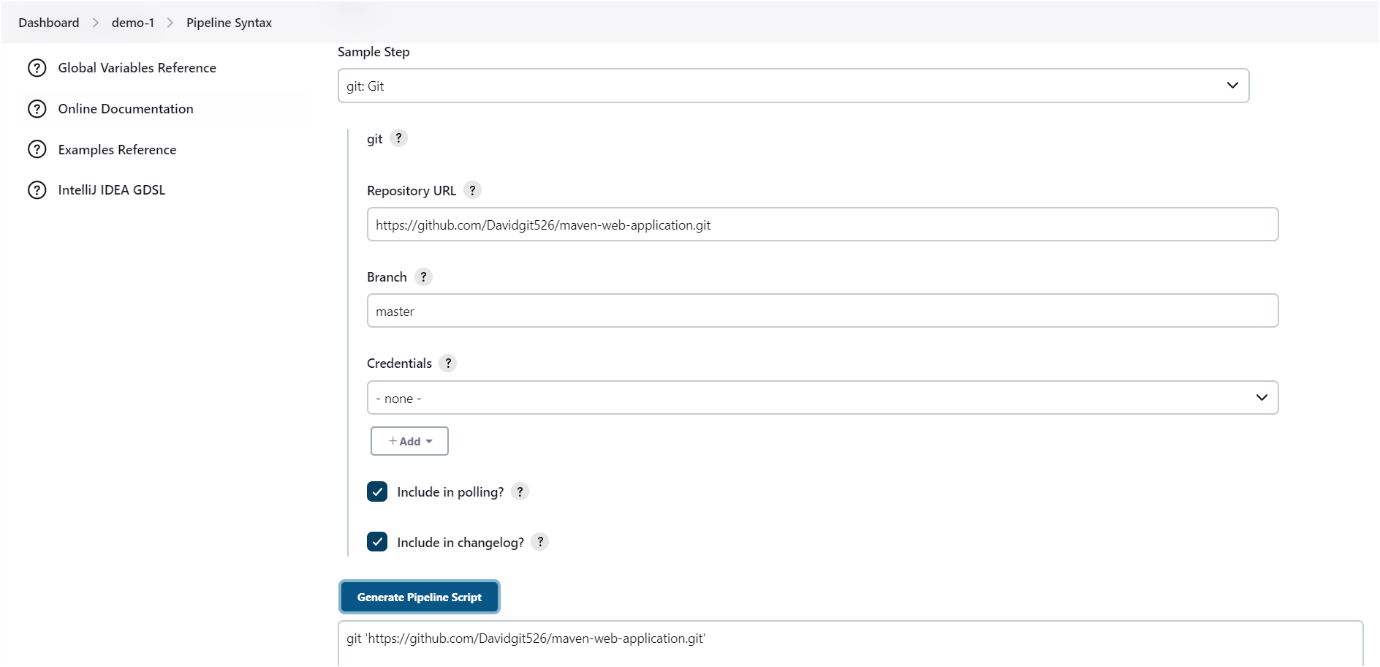 Dashboard > demo-1 > Pipeline Syntax
? Global Variables Reference
? Online Documentation
? Examples Reference
? IntelliJ IDEA GDSL
Sample Step
git: Git
git ?
Repository URL ?
https://github.com/Davidgit526/maven-web-application.git
Branch ?
master
Credentials ?
- none -
+ Add
Include in polling? ?
Include in changelog? ?
Generate Pipeline Script
git 'https://github.com/Davidgit526/maven-web-application.git'